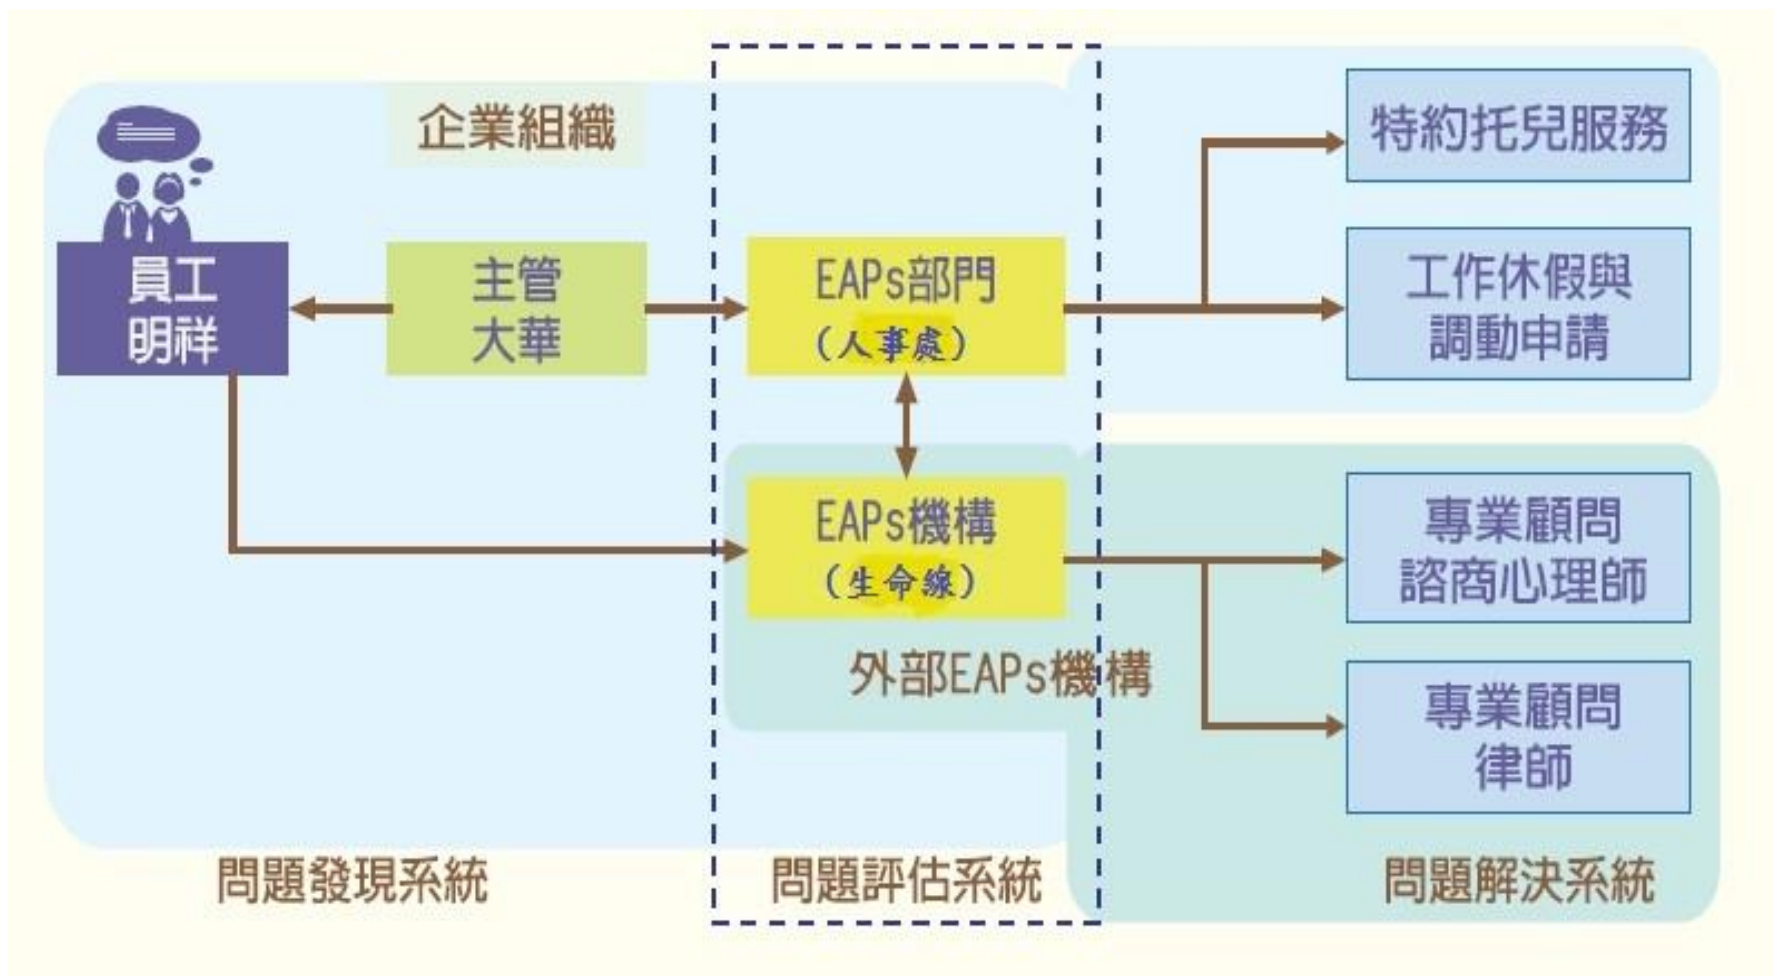 企業組織
員工
明祥
主管
大華
EAPs部門
(人事處)
特約托兒服務
工作休假與
調動申請
EAPs機構
(生命線)
外部EAPs機構
專業顧問
諮商心理師
專業顧問
律師
問題發現系統
問題評估系統
問題解決系統